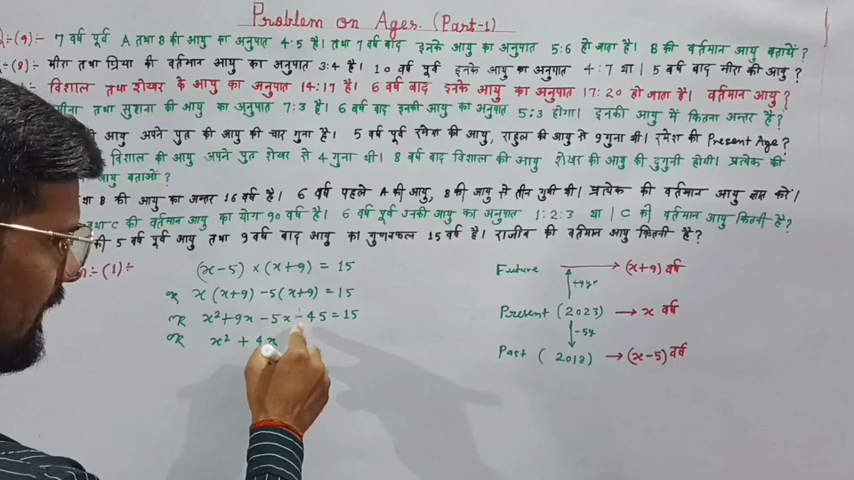 Problem on Ages. (Part-1)
(9) :- 7 वर्ष पूर्व A तथा B की आयु का अनुपात 4:5 है। तथा 7 वर्ष बाद इनके आयु का अनुपात 5:6 हो जाता है। B की वर्तमान आयु बतायें?
(8) :- मीरा तथा प्रिया की वर्तमान आयु का अनुपात 3:4 है। 10 वर्ष पूर्व इनके आयु का अनुपात 4:7 था। 5 वर्ष बाद मीरा की आयु?
:- विशाल तथा शेखर के आयु का अनुपात 14:17 है। 6 वर्ष बाद इनके आयु का अनुपात 17:20 हो जाता है। वर्तमान आयु?
मीना तथा सुशना की आयु का अनुपात 7:3 है। 6 वर्ष बाद इनकी आयु का अनुपात 5:3 होगा। इनकी आयु में कितना अन्तर है?
की आयु अपने पुत्र की आयु की चार गुना है। 5 वर्ष पूर्व रमेश की आयु, राहुल की आयु से 9 गुना थी। रमेश की Present Age?
विशाल की आयु अपने पुत्र शेखर से 4 गुना थी। 8 वर्ष बाद विशाल की आयु शेखर की आयु की दुगुनी होगी। प्रत्येक की
आयु बताओ?
तथा B की आयु का अन्तर 16 वर्ष है। 6 वर्ष पहले A की आयु, B की आयु से तीन गुनी थी। प्रत्येक की वर्तमान आयु ज्ञात करें।
तथा C की वर्तमान आयु का योग 90 वर्ष है। 6 वर्ष पूर्व उनकी आयु का अनुपात 1:2:3 था। C की वर्तमान आयु कितनी है?
की 5 वर्ष पूर्व आयु तथा 9 वर्ष बाद आयु का गुणनफल 15 वर्ष है। राजीव की वर्तमान आयु कितनी है?
:- (1) :- (x-5) × (x+9) = 15
or x(x+9) -5(x+9) = 15
or x²+9x -5x -45 = 15
or x² + 4x
Future → (x+9) वर्ष
+9yr
Present (2023) → x वर्ष
-5y
Past (2018) → (x-5) वर्ष